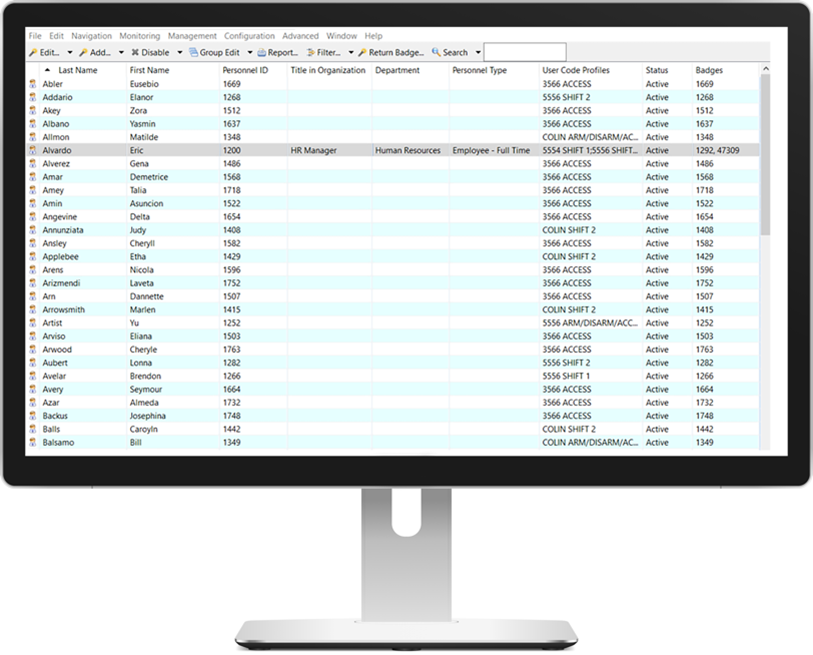 File Edit Navigation Monitoring Management Configuration Advanced Window Help
Edit... Add... Disable Group Edit Report... Filter... Return Badge... Search
Last Name First Name Personnel ID Title in Organization Department Personnel Type User Code Profiles Status Badges
Abler Eusebio 1669 3566 ACCESS Active 1669
Addario Elanor 1268 5556 SHIFT 2 Active 1268
Akey Zora 1512 3566 ACCESS Active 1512
Albano Yasmin 1637 3566 ACCESS Active 1637
Allmon Matilde 1348 COLIN ARM/DISARM/AC... Active 1348
Alvardo Eric 1200 HR Manager Human Resources Employee - Full Time 5554 SHIFT 1;5556 SHIFT... Active 1292, 47309
Alverez Gena 1486 3566 ACCESS Active 1486
Amar Demetrice 1568 3566 ACCESS Active 1568
Amey Talia 1718 3566 ACCESS Active 1718
Amin Asuncion 1522 3566 ACCESS Active 1522
Angevine Delta 1654 3566 ACCESS Active 1654
Annunziata Judy 1408 COLIN SHIFT 2 Active 1408
Ansley Cheryll 1582 3566 ACCESS Active 1582
Applebee Etha 1429 COLIN SHIFT 2 Active 1429
Arens Nicola 1596 3566 ACCESS Active 1596
Arizmendi Laveta 1752 3566 ACCESS Active 1752
Arn Dannette 1507 3566 ACCESS Active 1507
Arrowsmith Marlen 1415 COLIN SHIFT 2 Active 1415
Artist Yu 1252 5556 ARM/DISARM/ACC... Active 1252
Arviso Eliana 1503 3566 ACCESS Active 1503
Arwood Cheryle 1763 3566 ACCESS Active 1763
Aubert Lonna 1282 5556 SHIFT 2 Active 1282
Avelar Brendon 1266 5556 SHIFT 1 Active 1266
Avery Seymour 1664 3566 ACCESS Active 1664
Azar Almeda 1732 3566 ACCESS Active 1732
Backus Josephina 1748 3566 ACCESS Active 1748
Balls Caroyln 1442 COLIN SHIFT 2 Active 1442
Balsamo Bill 1349 COLIN ARM/DISARM/AC... Active 1349